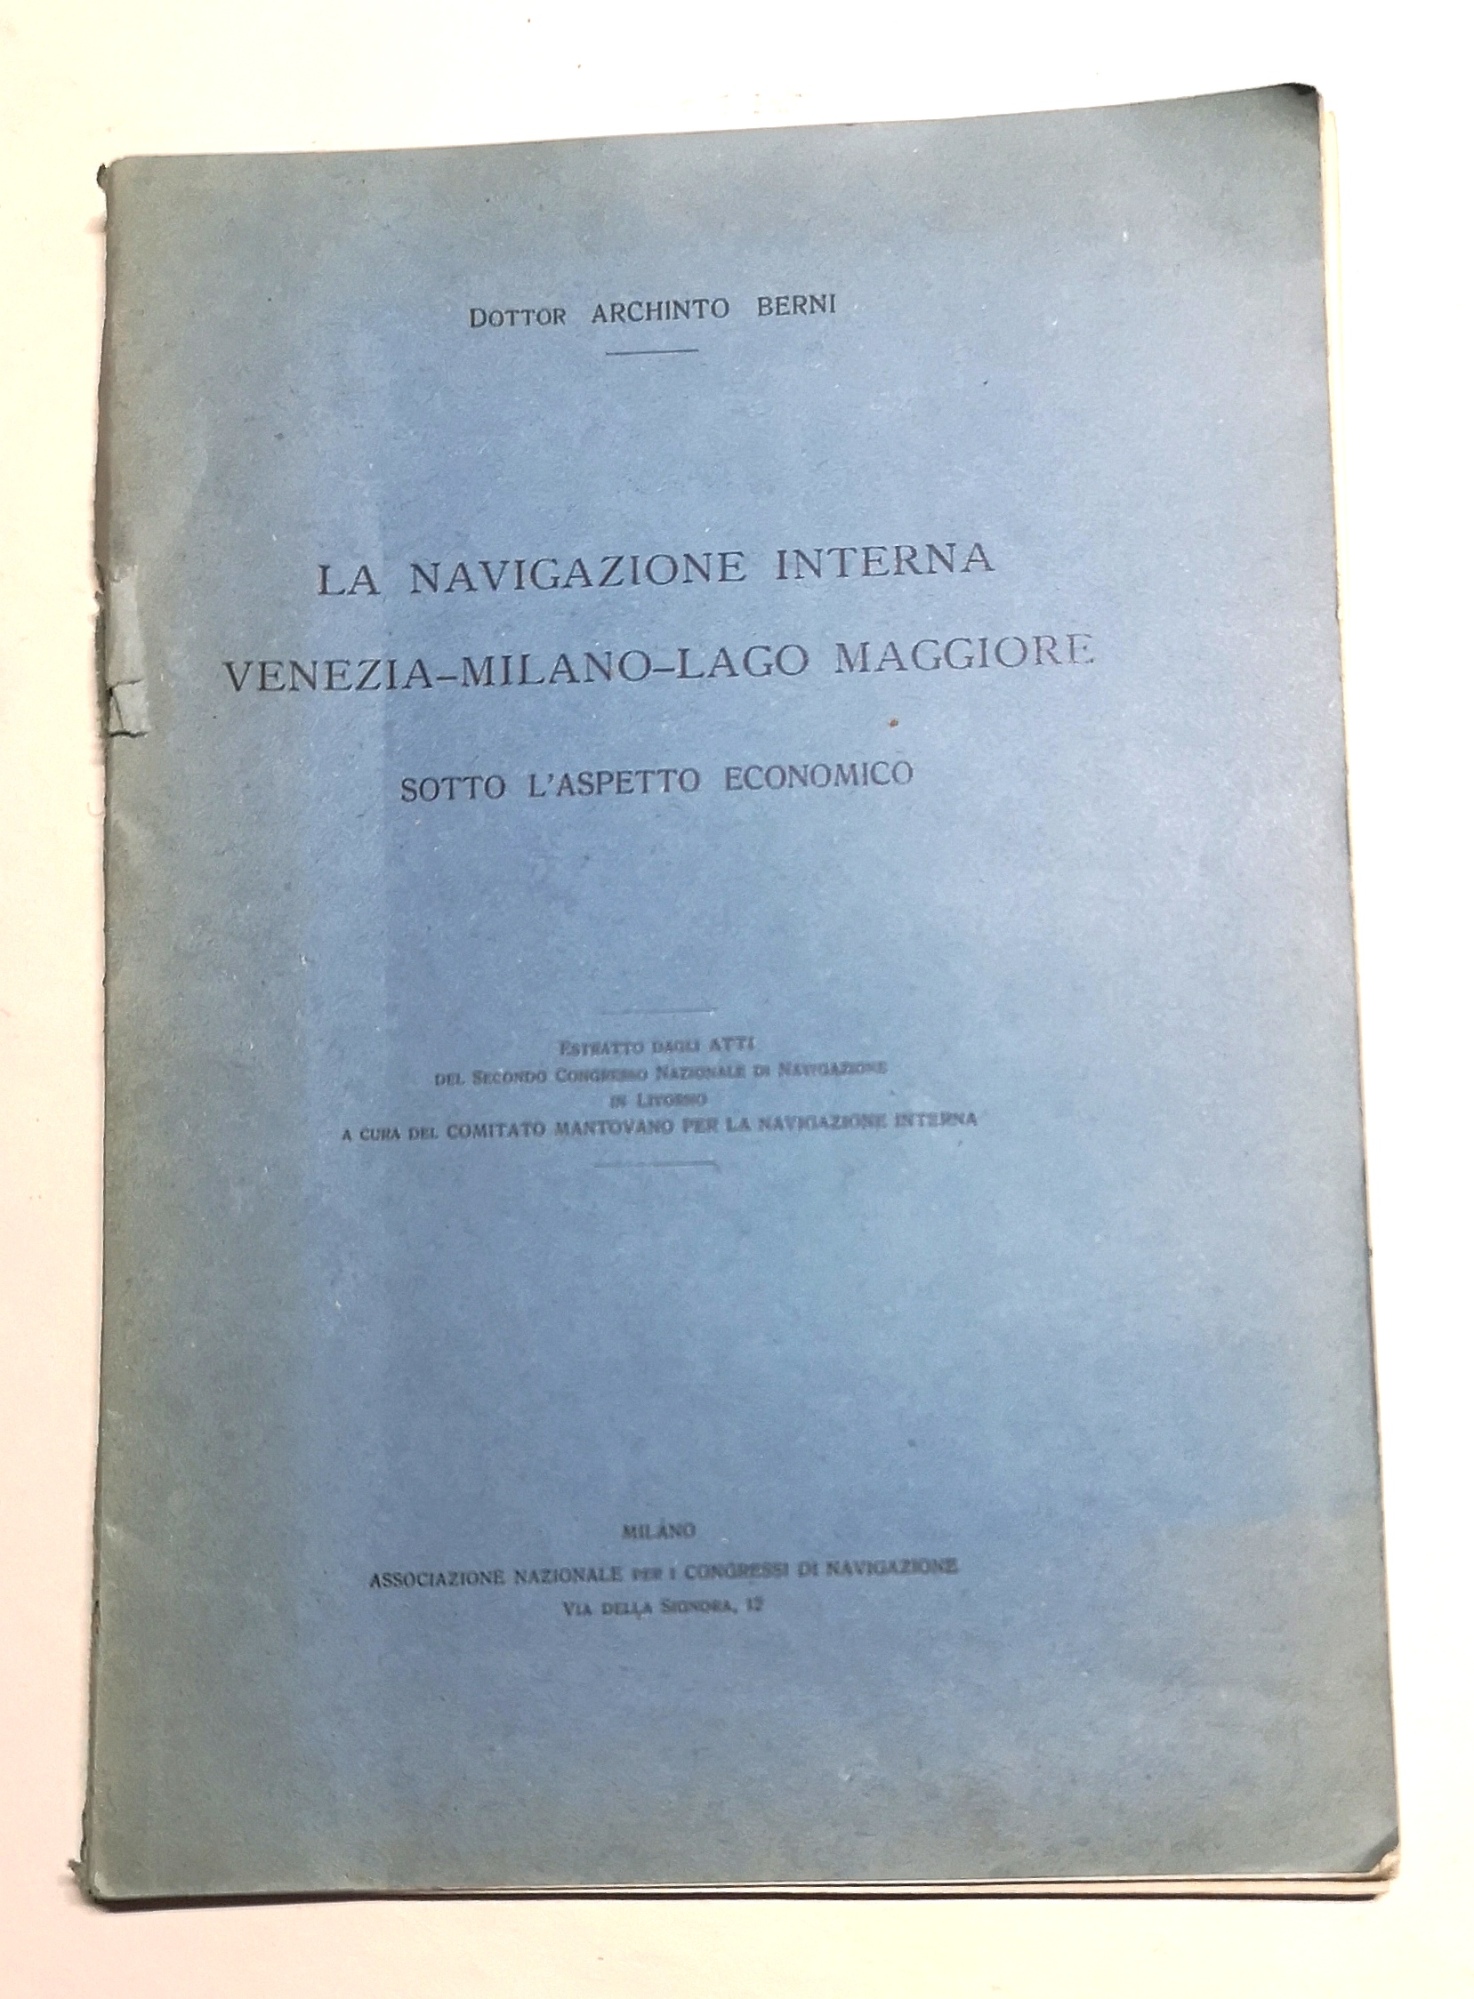 DOTTOR ARCHINTO BERNI
LA NAVIGAZIONE INTERNA
VENEZIA-MILANO-LAGO MAGGIORE
SOTTO L'ASPETTO ECONOMICO
ESTRATTO DAGLI ATTI
DEL SECONDO CONGRESSO NAZIONALE DI NAVIGAZIONE
IN LIVORNO
A CURA DEL COMITATO MANTOVANO PER LA NAVIGAZIONE INTERNA
MILANO
ASSOCIAZIONE NAZIONALE PER I CONGRESSI DI NAVIGAZIONE
VIA DELLA SIGNORA, 12